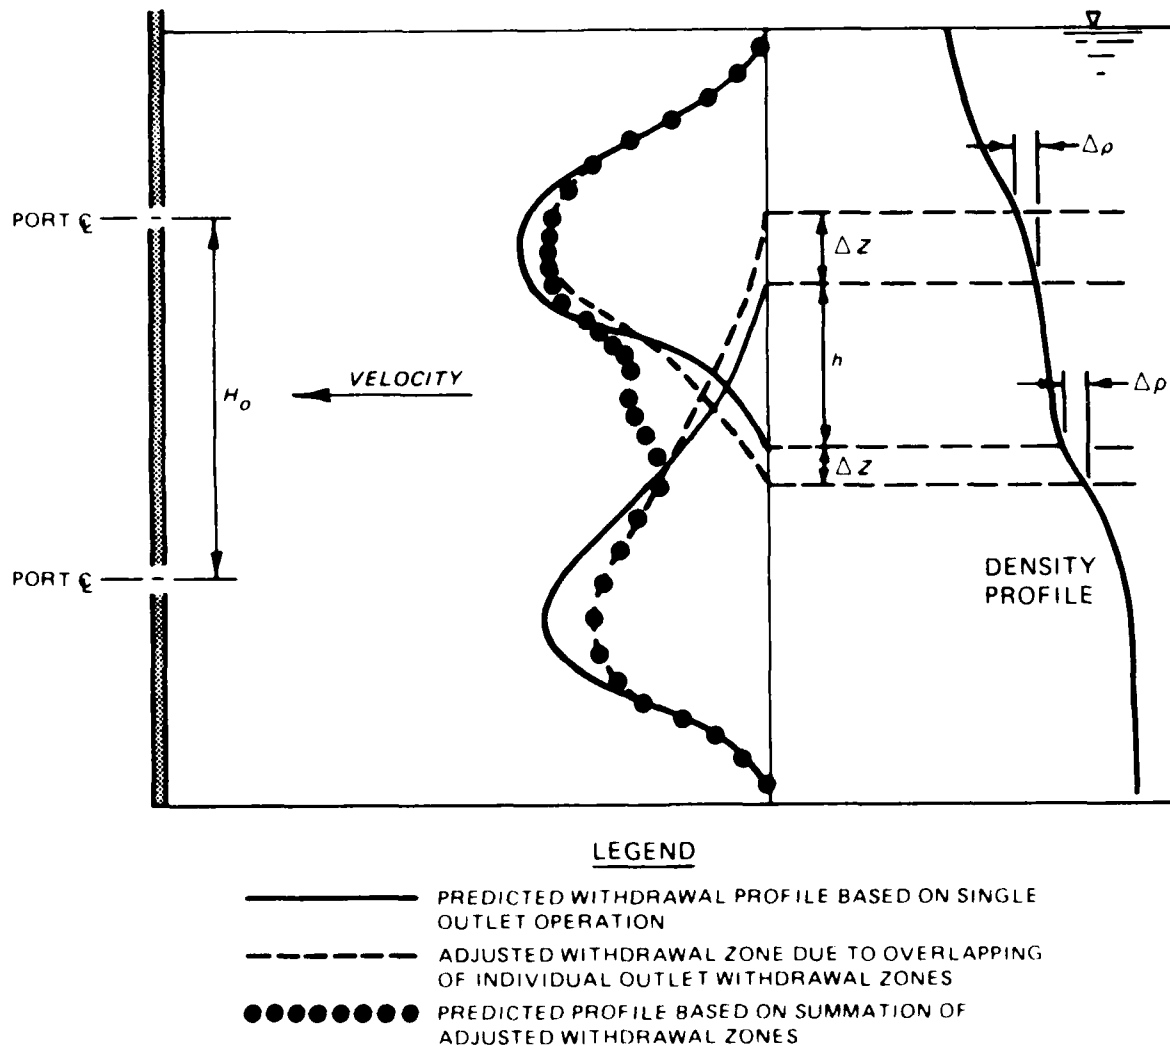 Δρ
PORT ℄
ΔZ
h
VELOCITY
H₀
Δρ
ΔZ
DENSITY
PROFILE
PORT ℄
LEGEND
PREDICTED WITHDRAWAL PROFILE BASED ON SINGLE
OUTLET OPERATION
ADJUSTED WITHDRAWAL ZONE DUE TO OVERLAPPING
OF INDIVIDUAL OUTLET WITHDRAWAL ZONES
PREDICTED PROFILE BASED ON SUMMATION OF
ADJUSTED WITHDRAWAL ZONES